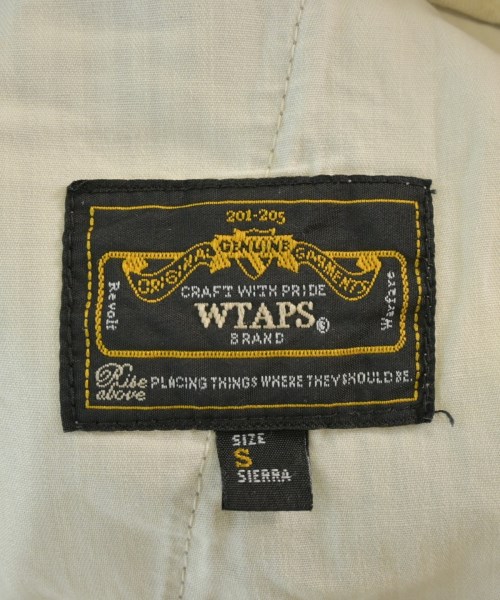 201-205
GENUINE
ORIGINAL GARMENTS
CRAFT WITH PRIDE
WTAPS®
BRAND
Revolt
Warfare
Rise above
PLACING THINGS WHERE THEY SHOULD BE.
SIZE
S
SIERRA